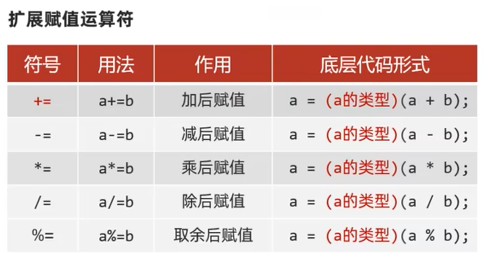 扩展赋值运算符
符号 用法 作用 底层代码形式
+= a+=b 加后赋值 a = (a的类型)(a + b);
-= a-=b 减后赋值 a = (a的类型)(a - b);
*= a*=b 乘后赋值 a = (a的类型)(a * b);
/= a/=b 除后赋值 a = (a的类型)(a / b);
%= a%=b 取余后赋值 a = (a的类型)(a % b);